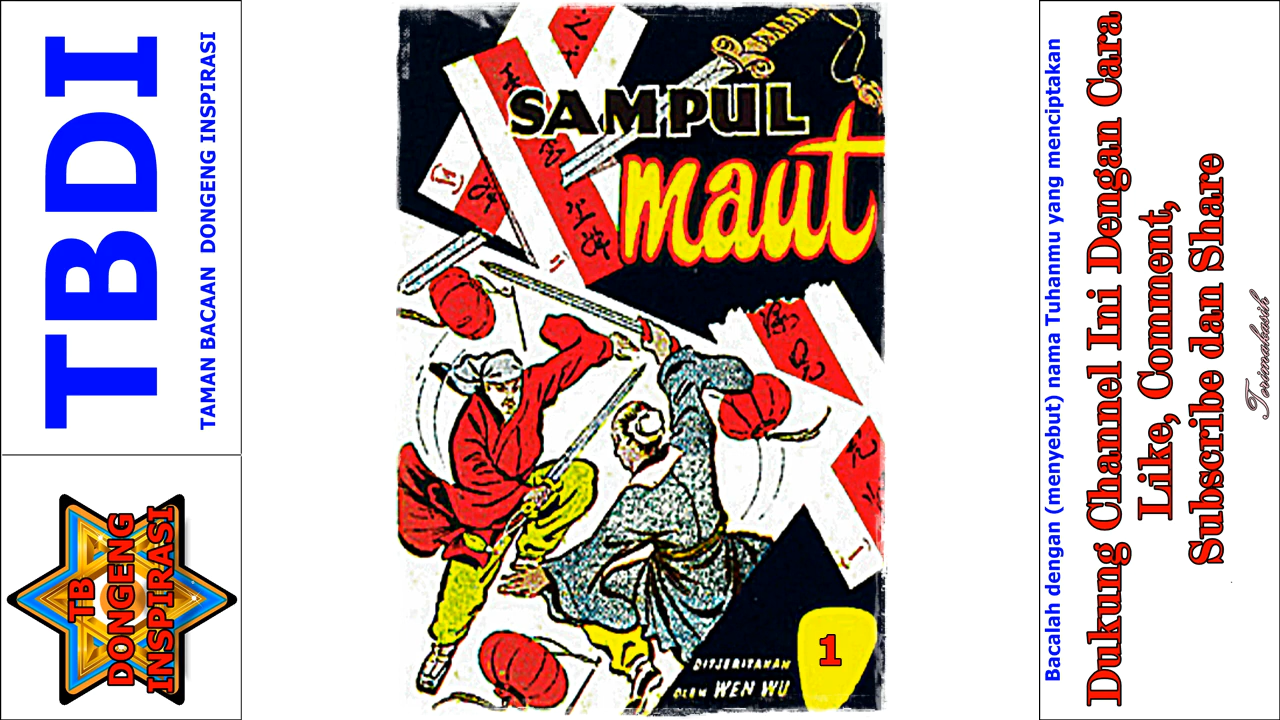 TBDI
TAMAN BACAAN DONGENG INSPIRASI
TB
DONGENG
INSPIRASI
SAMPUL
maut
1
DITJERITAKAN
OLEH WEN WU
Bacalah dengan (menyebut) nama Tuhanmu yang menciptakan
Dukung Channel Ini Dengan Cara
Like, Comment,
Subscribe dan Share
Terimakasih